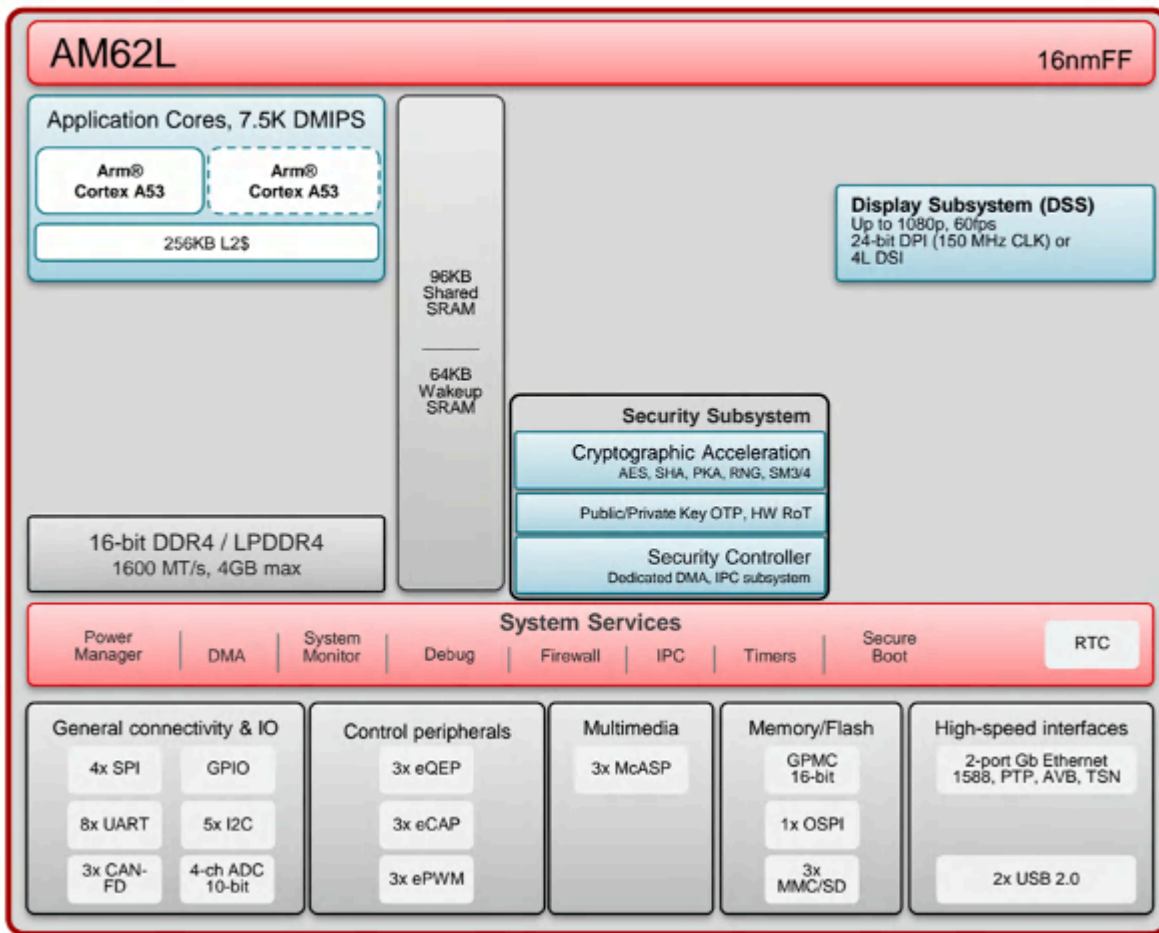 AM62L
16nmFF
Application Cores, 7.5K DMIPS
Arm®
Cortex A53
Arm®
Cortex A53
256KB L2$
96KB
Shared
SRAM
64KB
Wakeup
SRAM
Display Subsystem (DSS)
Up to 1080p, 60fps
24-bit DPI (150 MHz CLK) or
4L DSI
Security Subsystem
Cryptographic Acceleration
AES, SHA, PKA, RNG, SM3/4
Public/Private Key OTP, HW RoT
Security Controller
Dedicated DMA, IPC subsystem
16-bit DDR4 / LPDDR4
1600 MT/s, 4GB max
System Services
Power
Manager
DMA
System
Monitor
Debug
Firewall
IPC
Timers
Secure
Boot
RTC
General connectivity & IO
4x SPI
GPIO
8x UART
5x I2C
3x CAN-
FD
4-ch ADC
10-bit
Control peripherals
3x eQEP
3x eCAP
3x ePWM
Multimedia
3x McASP
Memory/Flash
GPMC
16-bit
1x OSPI
3x
MMC/SD
High-speed interfaces
2-port Gb Ethernet
1588, PTP, AVB, TSN
2x USB 2.0